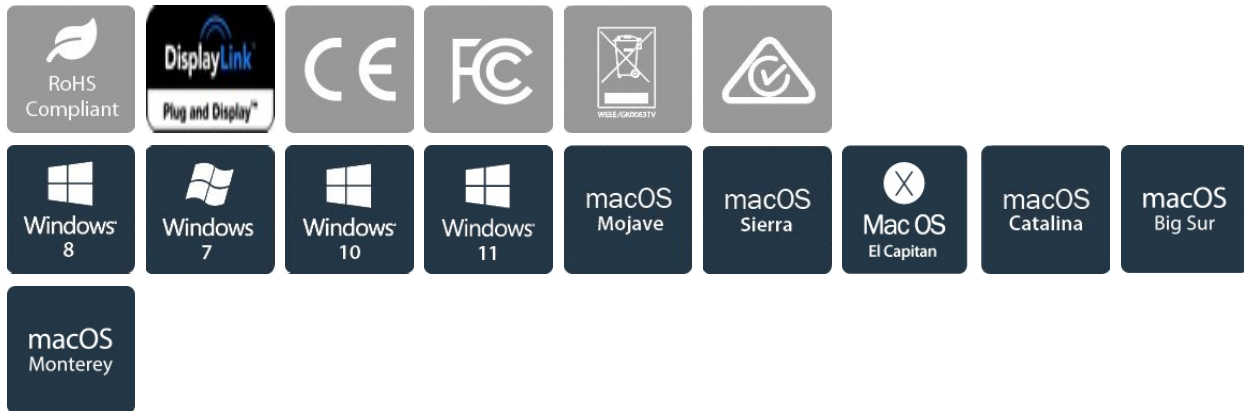 RoHS
Compliant
DisplayLink
Plug and Display™
CE
FC
WEEE/GK0063TV
Windows
8
Windows
7
Windows
10
Windows
11
macOS
Mojave
macOS
Sierra
X
Mac OS
El Capitan
macOS
Catalina
macOS
Big Sur
macOS
Monterey